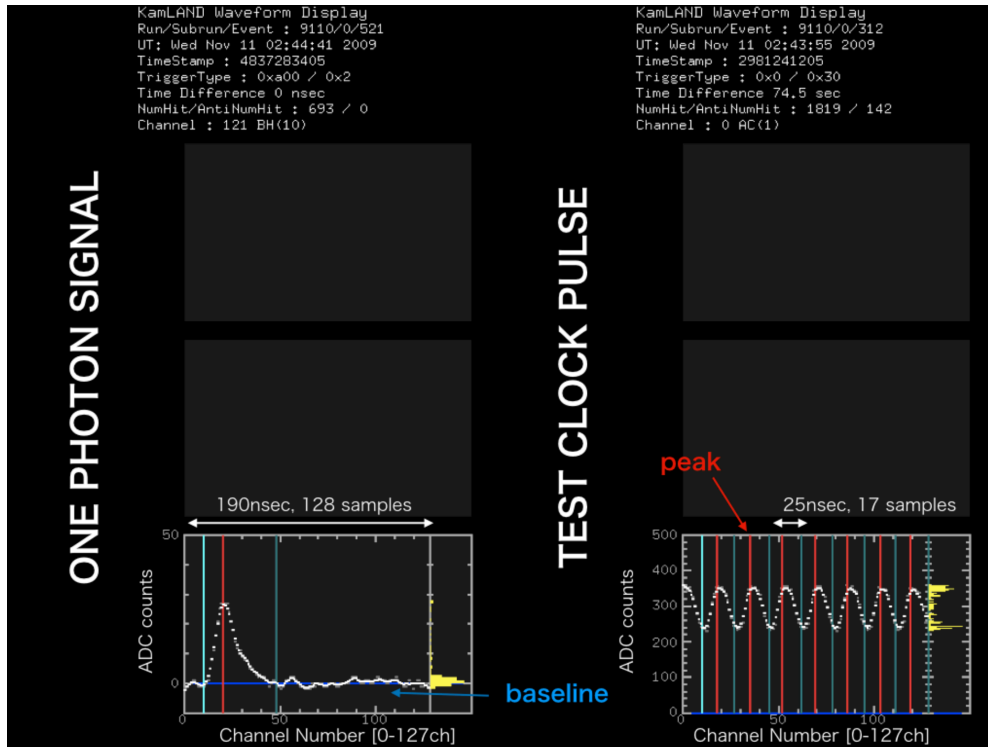 KamLAND Waveform Display
Run/Subrun/Event : 9110/0/521
UT: Wed Nov 11 02:44:41 2009
TimeStamp : 4837283405
TriggerType : 0xa00 / 0x2
Time Difference 0 nsec
NumHit/AntiNumHit : 693 / 0
Channel : 121 BH(10)
ONE PHOTON SIGNAL
190nsec, 128 samples
50
0
ADC counts
baseline
0
50
100
Channel Number [0-127ch]
KamLAND Waveform Display
Run/Subrun/Event : 9110/0/312
UT: Wed Nov 11 02:43:55 2009
TimeStamp : 2981241205
TriggerType : 0x0 / 0x30
Time Difference 74.5 sec
NumHit/AntiNumHit : 1819 / 142
Channel : 0 AC(1)
TEST CLOCK PULSE
peak
25nsec, 17 samples
500
400
300
200
100
0
ADC counts
0
50
100
Channel Number [0-127ch]